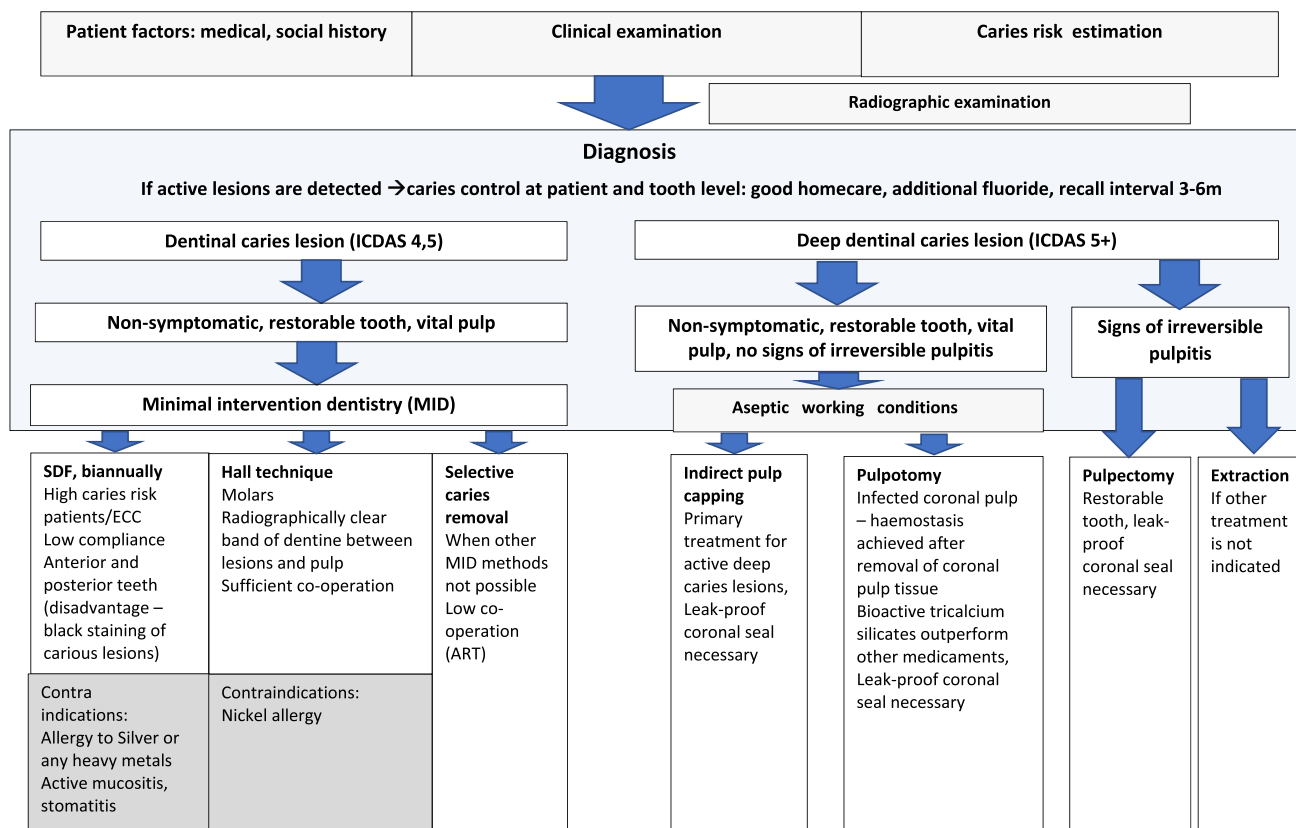 Patient factors: medical, social history
Clinical examination
Caries risk estimation
Radiographic examination
Diagnosis
If active lesions are detected →caries control at patient and tooth level: good homecare, additional fluoride, recall interval 3-6m
Dentinal caries lesion (ICDAS 4,5)
Deep dentinal caries lesion (ICDAS 5+)
Non-symptomatic, restorable tooth, vital pulp
Non-symptomatic, restorable tooth, vital
pulp, no signs of irreversible pulpitis
Signs of irreversible
pulpitis
Minimal intervention dentistry (MID)
Aseptic working conditions
SDF, biannually
High caries risk
patients/ECC
Low compliance
Anterior and
posterior teeth
(disadvantage –
black staining of
carious lesions)
Contra
indications:
Allergy to Silver or
any heavy metals
Active mucositis,
stomatitis
Hall technique
Molars
Radiographically clear
band of dentine between
lesions and pulp
Sufficient co-operation
Contraindications:
Nickel allergy
Selective
caries
removal
When other
MID methods
not possible
Low co-
operation
(ART)
Indirect pulp
capping
Primary
treatment for
active deep
caries lesions,
Leak-proof
coronal seal
necessary
Pulpotomy
Infected coronal pulp
– haemostasis
achieved after
removal of coronal
pulp tissue
Bioactive tricalcium
silicates outperform
other medicaments,
Leak-proof coronal
seal necessary
Pulpectomy
Restorable
tooth, leak-
proof
coronal seal
necessary
Extraction
If other
treatment
is not
indicated